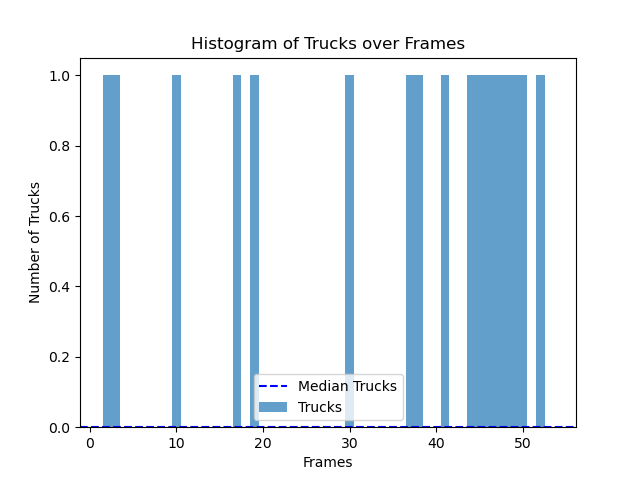 Histogram of Trucks over Frames
1.0
0.8
0.6
0.4
0.2
0.0
Number of Trucks
Median Trucks
Trucks
0 10 20 30 40 50
Frames